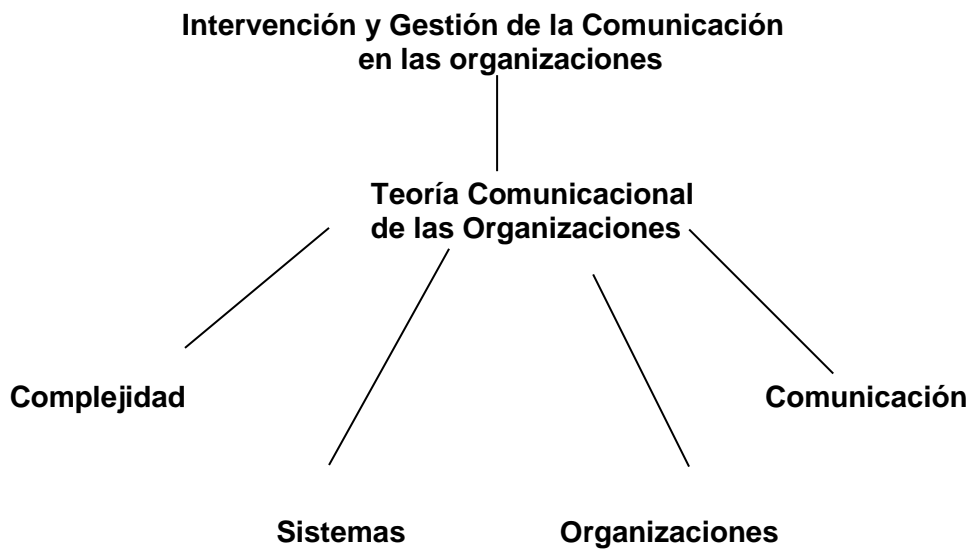 Intervención y Gestión de la Comunicación
en las organizaciones
Teoría Comunicacional
de las Organizaciones
Complejidad
Comunicación
Sistemas
Organizaciones